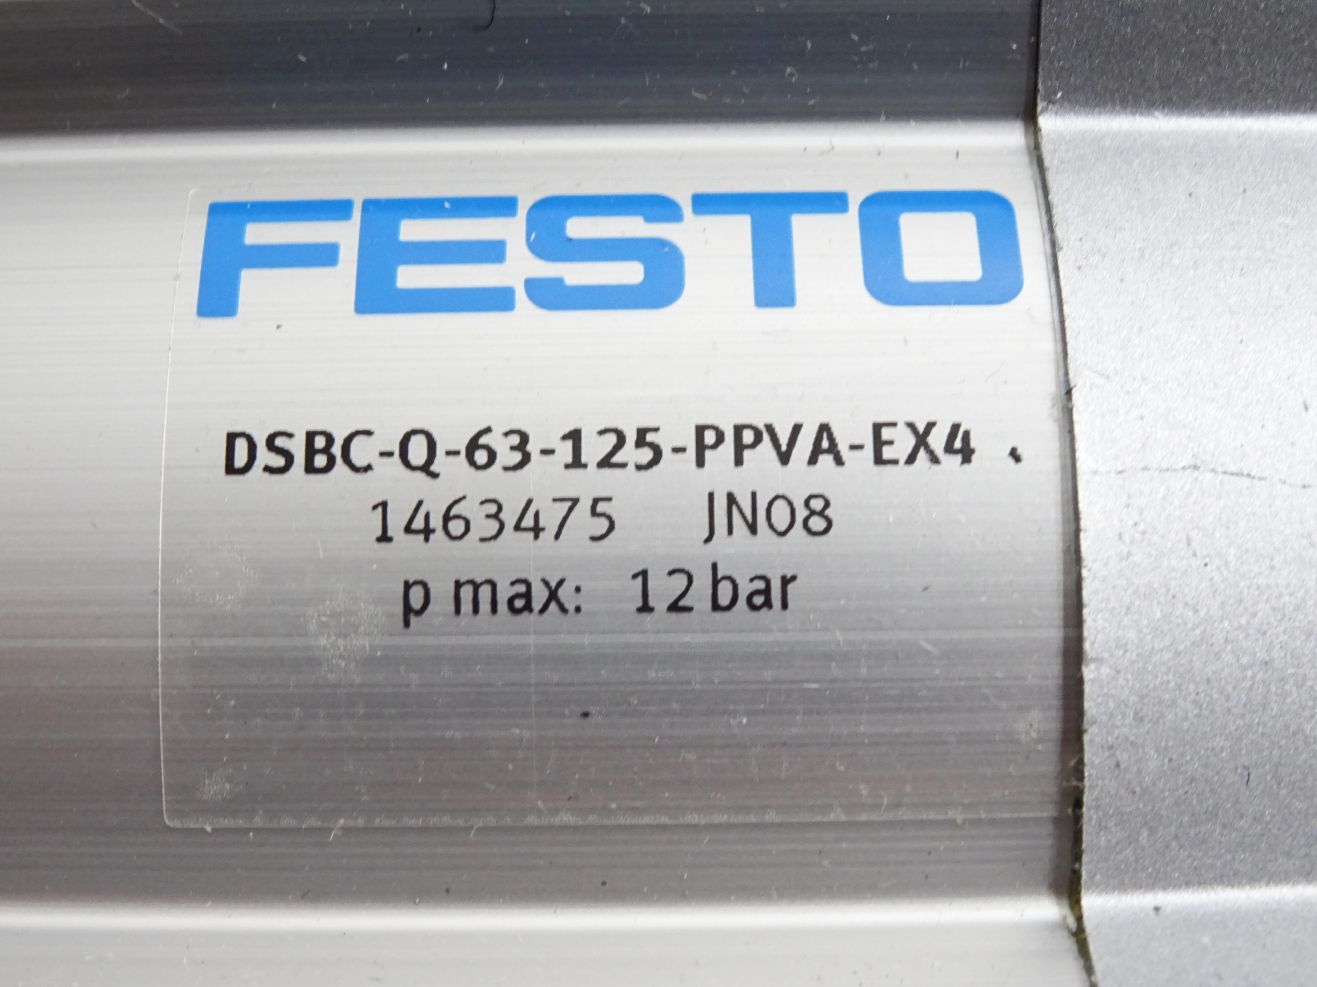 FESTO
DSBC-Q-63-125-PPVA-EX4
1463475 JN08
p max: 12 bar